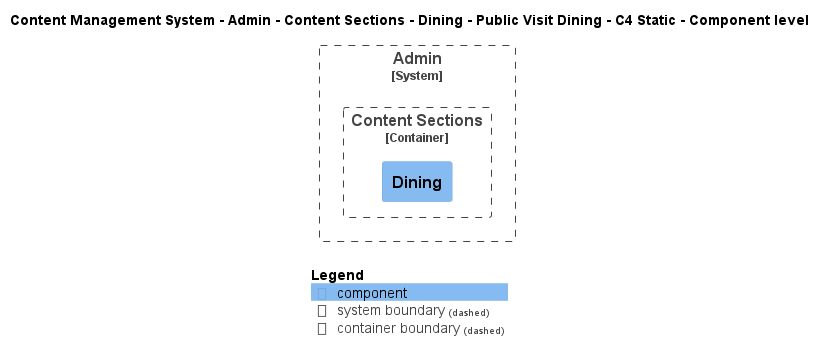 Content Management System - Admin - Content Sections - Dining - Public Visit Dining - C4 Static - Component level
Admin
[System]
Content Sections
[Container]
Dining
Legend
component
system boundary (dashed)
container boundary (dashed)